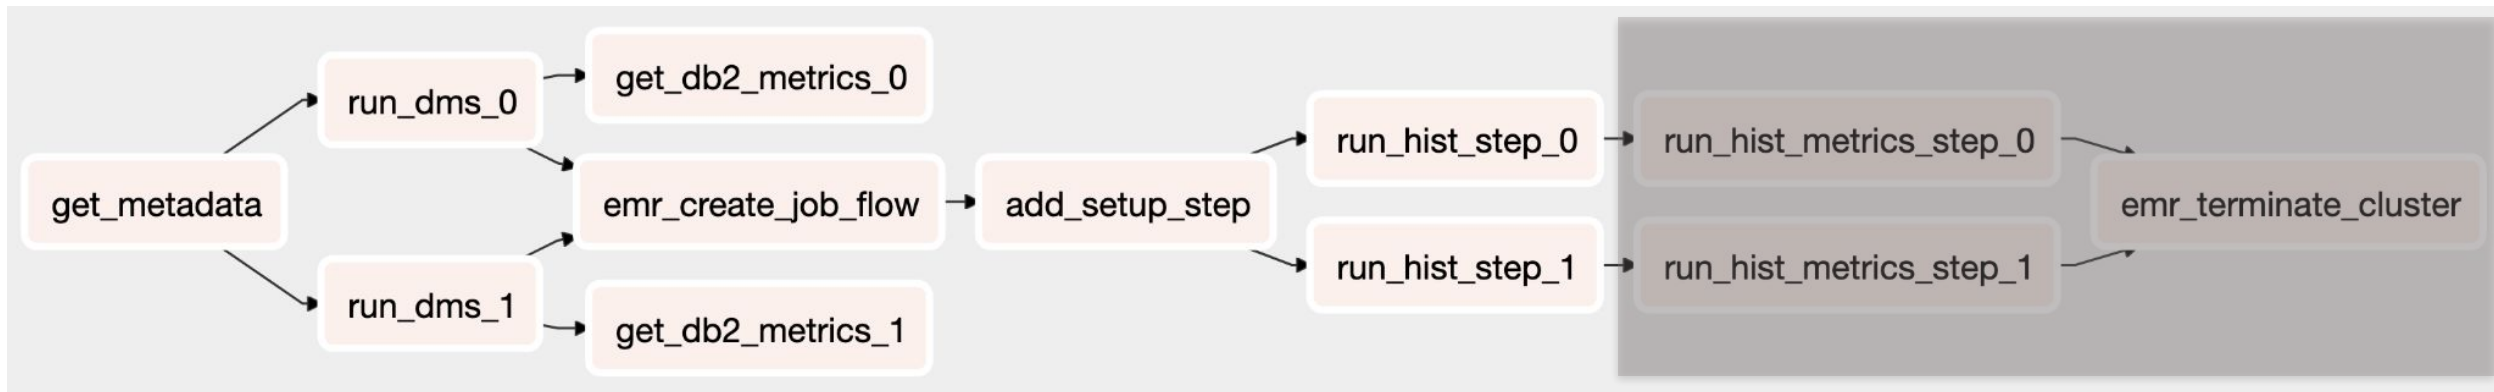 get_metadata
run_dms_0
run_dms_1
get_db2_metrics_0
emr_create_job_flow
get_db2_metrics_1
add_setup_step
run_hist_step_0
run_hist_step_1
run_hist_metrics_step_0
run_hist_metrics_step_1
emr_terminate_cluster